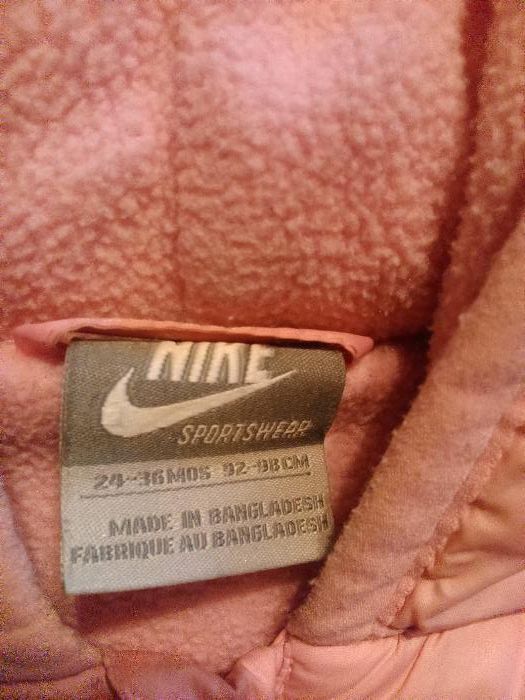 NIKE
SPORTSWEAR
24-36MOS 92-98CM
MADE IN BANGLADESH
FABRIQUE AU BANGLADESH